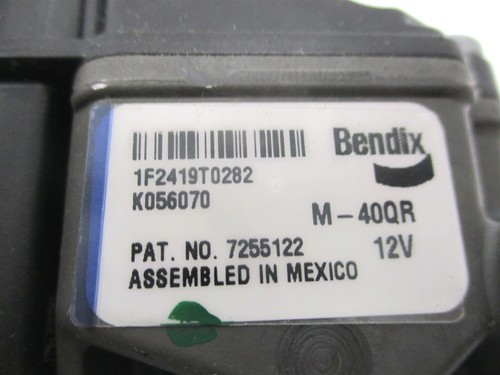 Bendix
1F2419T0282
K056070
M-40QR
PAT. NO. 7255122 12V
ASSEMBLED IN MEXICO